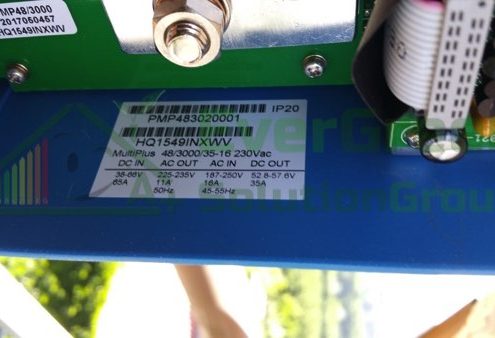 PMP48/3000
2017050457
HQ1549INXWV
IP20
PMP483020001
HQ1549INXWV
MultiPlus 48/3000/35-16 230Vac
DC IN AC OUT AC IN DC OUT
38-66V 225-235V 187-250V 52.8-57.6V
65A 11A 16A 35A
50Hz 45-55Hz